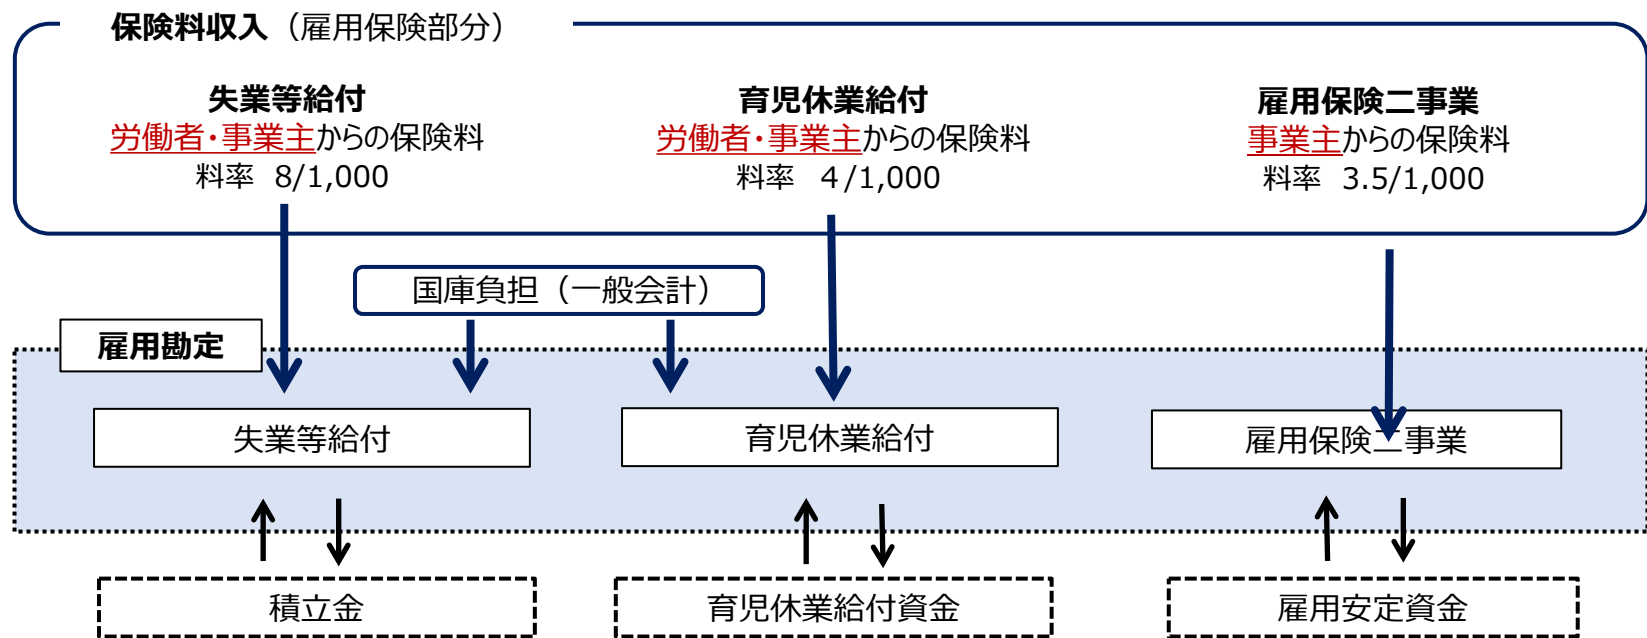 保険料収入（雇用保険部分）
失業等給付
労働者・事業主からの保険料
料率 8/1,000
育児休業給付
労働者・事業主からの保険料
料率 4/1,000
雇用保険二事業
事業主からの保険料
料率 3.5/1,000
国庫負担（一般会計）
雇用勘定
失業等給付
育児休業給付
雇用保険二事業
積立金
育児休業給付資金
雇用安定資金